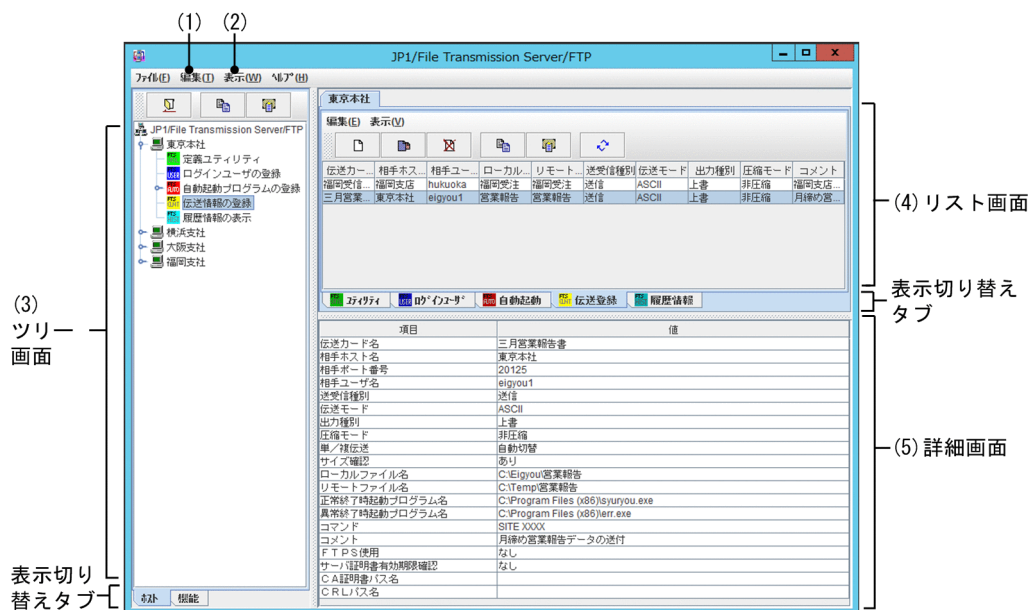 (1) (2)
JP1/File Transmission Server/FTP
ファイル(F) 編集(T) 表示(W) ヘルプ(H)
JP1/File Transmission Server/FTP
東京本社
定義ユティリティ
ログインユーザの登録
自動起動プログラムの登録
伝送情報の登録
履歴情報の表示
横浜支社
大阪支社
福岡支社
ホスト 機能
(3)
ツリー
画面
表示切り
替えタブ
東京本社
編集(E) 表示(V)
伝送カー... 相手ホス... 相手ユー... ローカル... リモート... 送受信種別 伝送モード 出力種別 圧縮モード コメント
福岡受信... 福岡支店 hukuoka 福岡受注 福岡受注 送信 ASCII 上書 非圧縮 福岡支店...
三月営業... 東京本社 eigyou1 営業報告 営業報告 送信 ASCII 上書 非圧縮 月締め営...
ユティリティ ログインユーザ 自動起動 伝送登録 履歴情報
(4)リスト画面
表示切り替え
タブ
項目 値
伝送カード名 三月営業報告書
相手ホスト名 東京本社
相手ポート番号 20125
相手ユーザ名 eigyou1
送受信種別 送信
伝送モード ASCII
出力種別 上書
圧縮モード 非圧縮
単／複伝送 自動切替
サイズ確認 あり
ローカルファイル名 C:\Eigyou\営業報告
リモートファイル名 C:\Temp\営業報告
正常終了時起動プログラム名 C:\Program Files (x86)\syuryou.exe
異常終了時起動プログラム名 C:\Program Files (x86)\err.exe
コマンド SITE XXXX
コメント 月締め営業報告データの送付
ＦＴＰＳ使用 なし
サーバ証明書有効期限確認 なし
ＣＡ証明書パス名
ＣＲＬパス名
(5)詳細画面